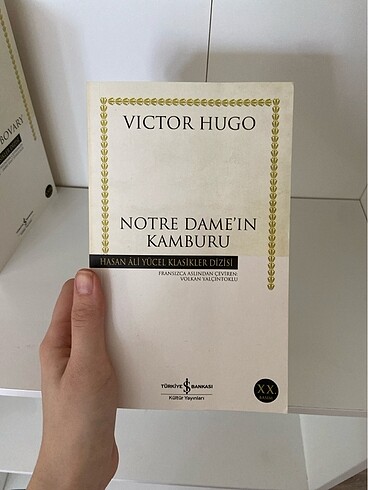 BOVARY
VICTOR HUGO
NOTRE DAME'IN
KAMBURU
HASAN ÂLİ YÜCEL KLASİKLER DİZİSİ
FRANSIZCA ASLINDAN ÇEVİREN:
VOLKAN YALÇINTOKLU
TÜRKİYE İŞ BANKASI
Kültür Yayınları
XX